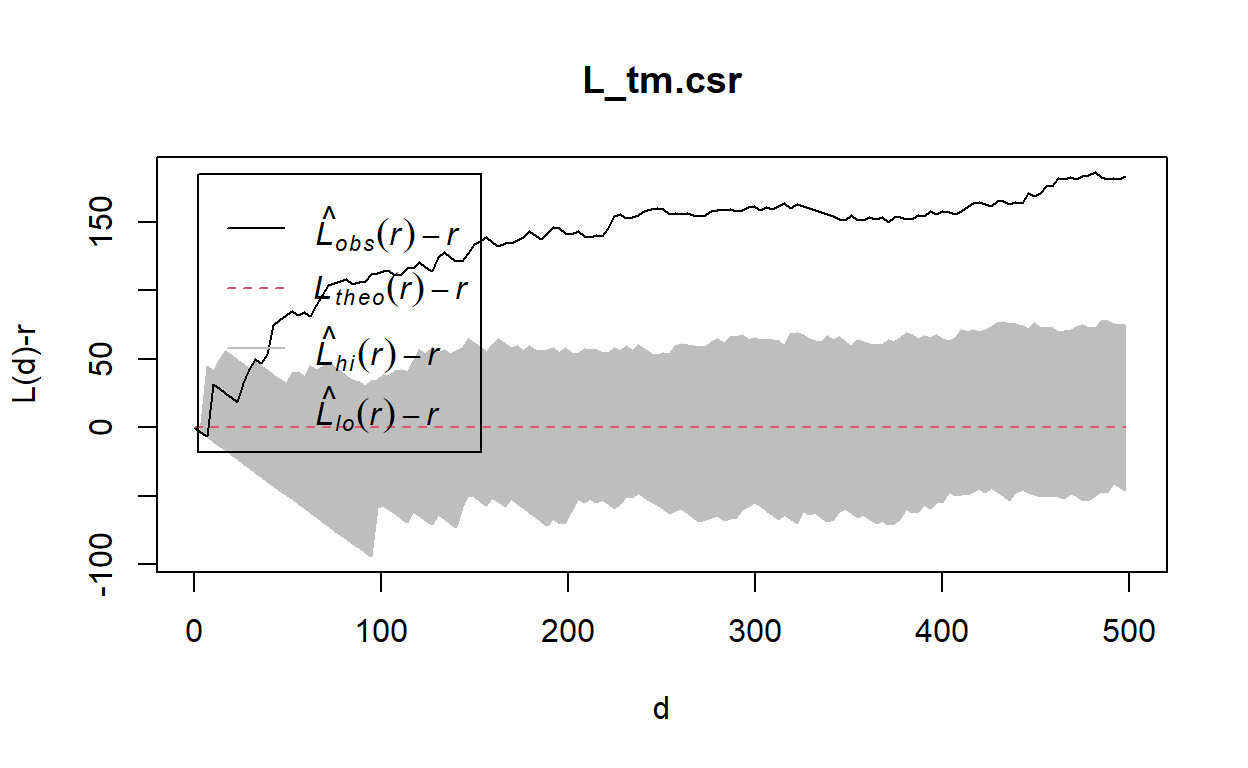 L_tm.csr
L̂obs(r) − r
Ltheo(r) − r
L̂hi(r) − r
L̂lo(r) − r
L(d)-r
150
50
0
-100
0 100 200 300 400 500
d